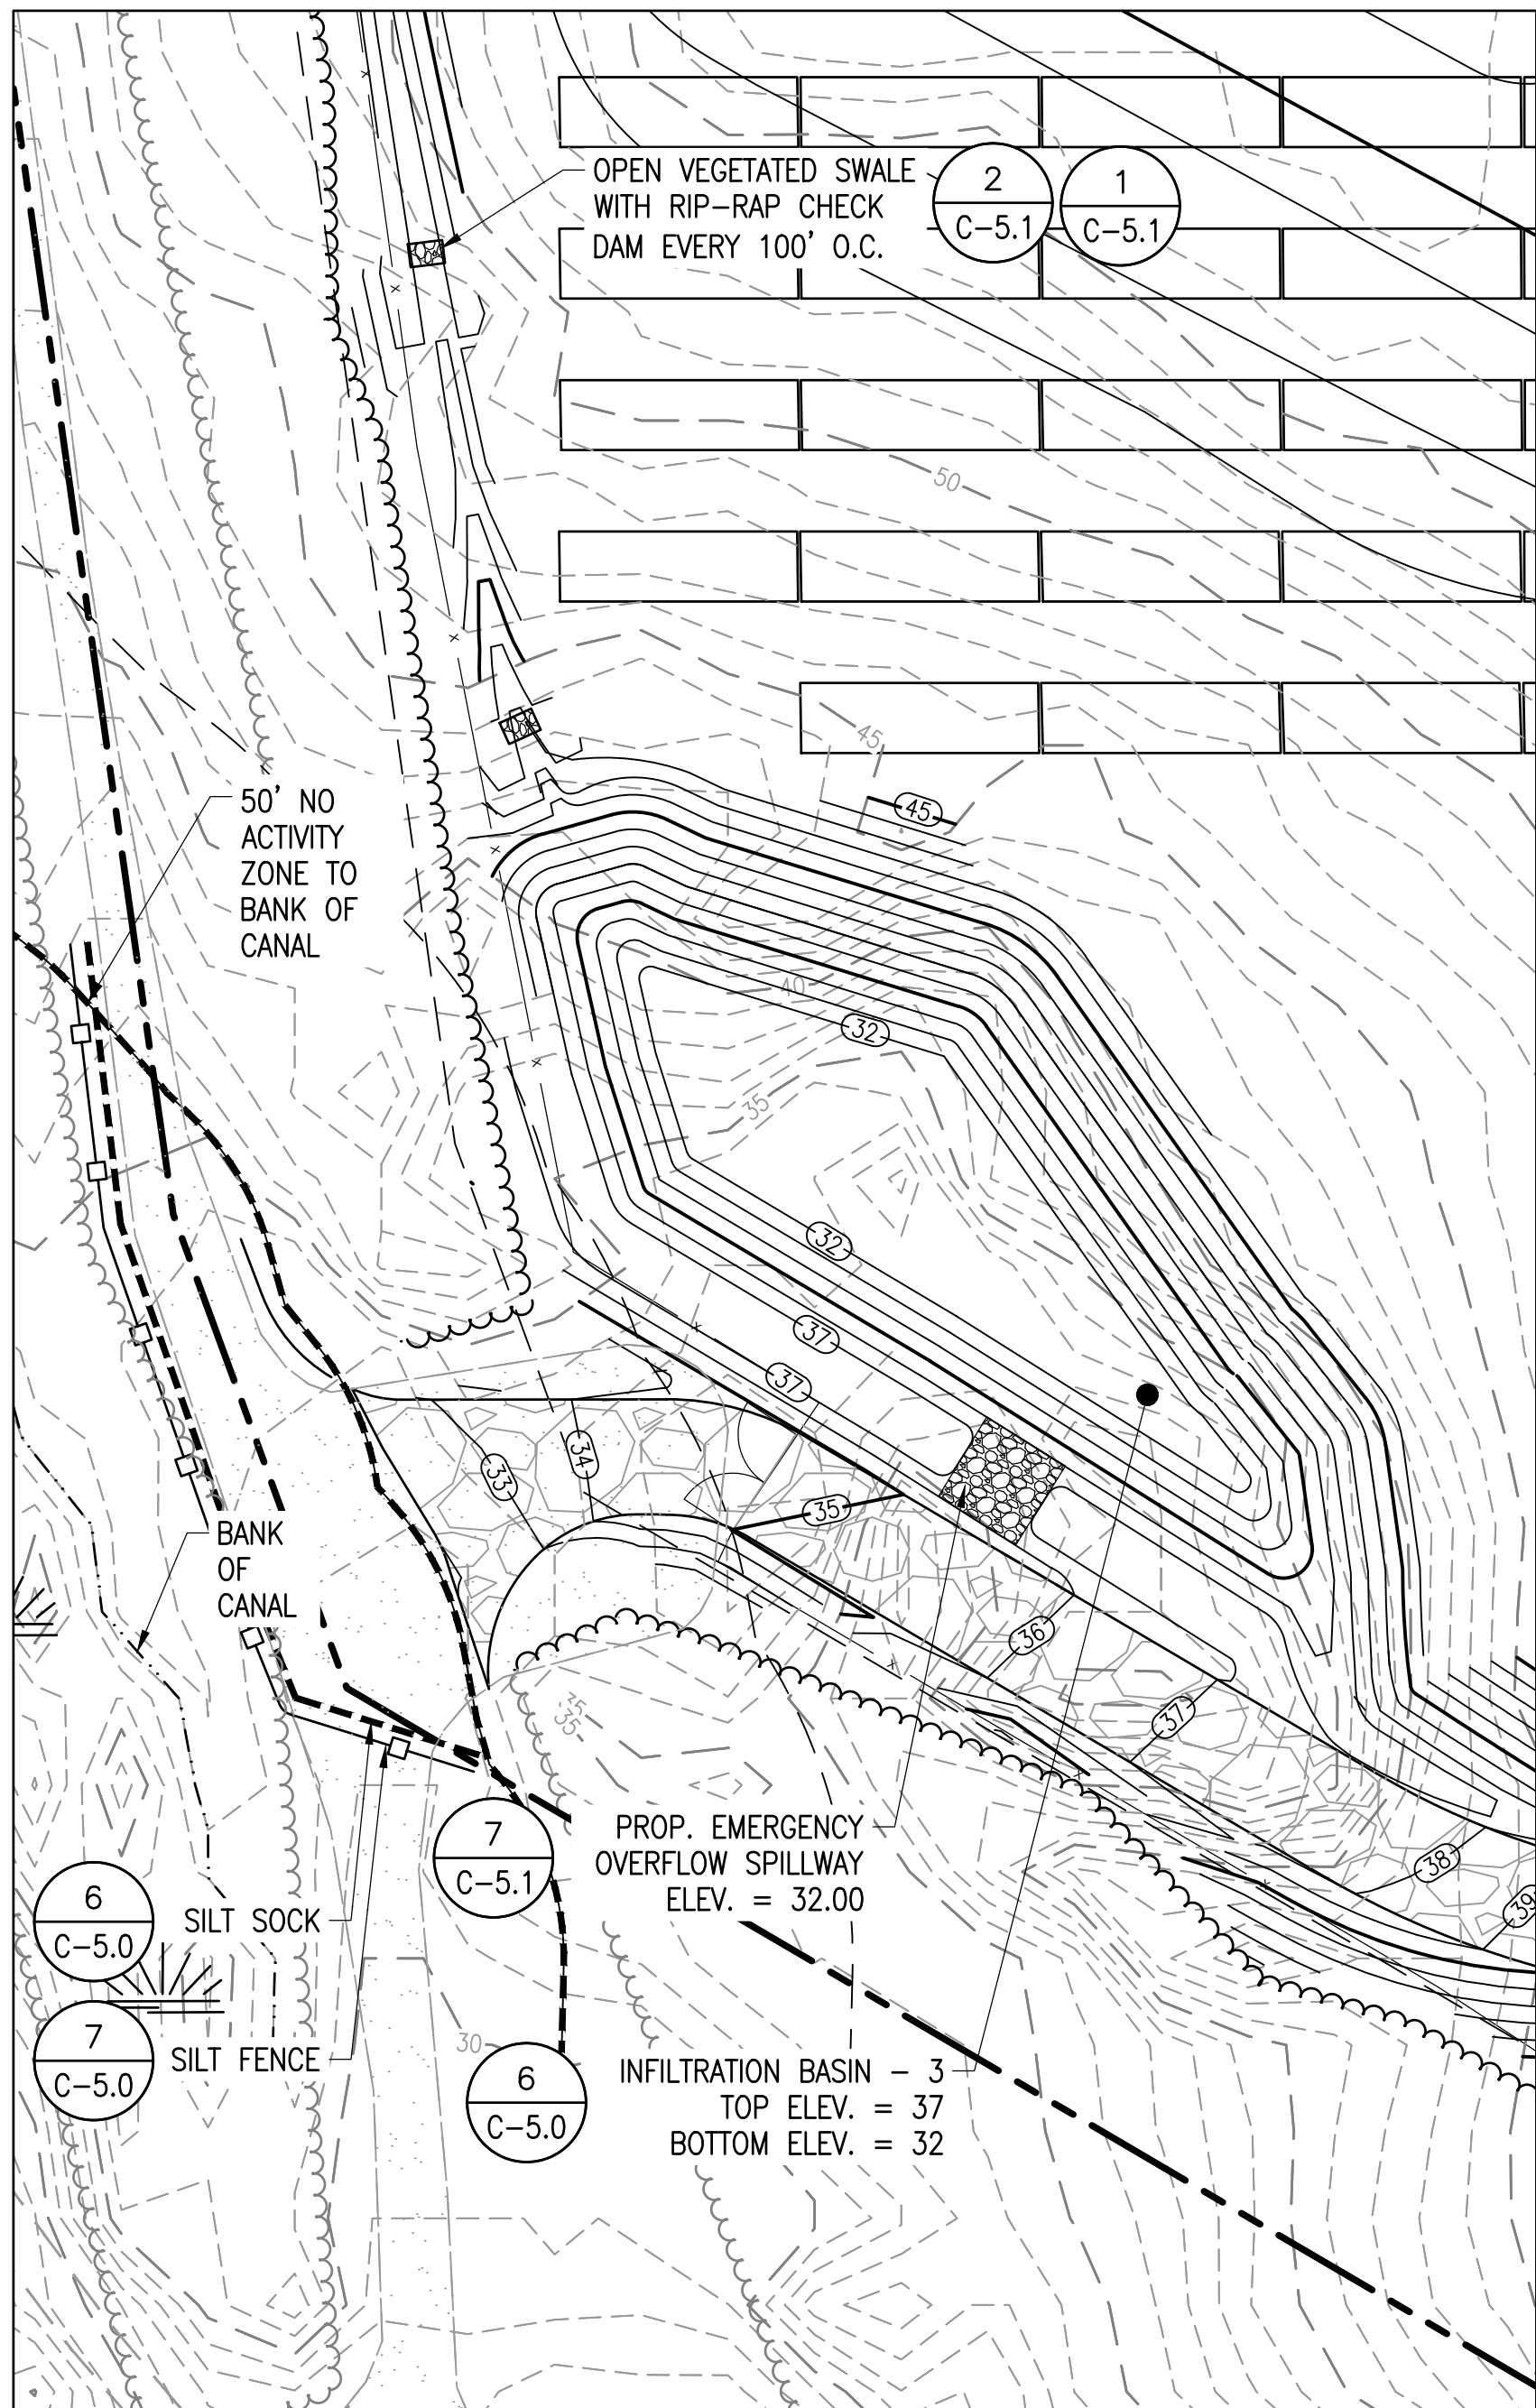 OPEN VEGETATED SWALE
WITH RIP-RAP CHECK
DAM EVERY 100' O.C.
2
C-5.1
1
C-5.1
50
45
45
50' NO
ACTIVITY
ZONE TO
BANK OF
CANAL
40
32
35
32
37
37
33
34
35
36
37
38
39
BANK
OF
CANAL
35
35
PROP. EMERGENCY
OVERFLOW SPILLWAY
ELEV. = 32.00
7
C-5.1
6
C-5.0
SILT SOCK
7
C-5.0
SILT FENCE
30
6
C-5.0
INFILTRATION BASIN - 3
TOP ELEV. = 37
BOTTOM ELEV. = 32